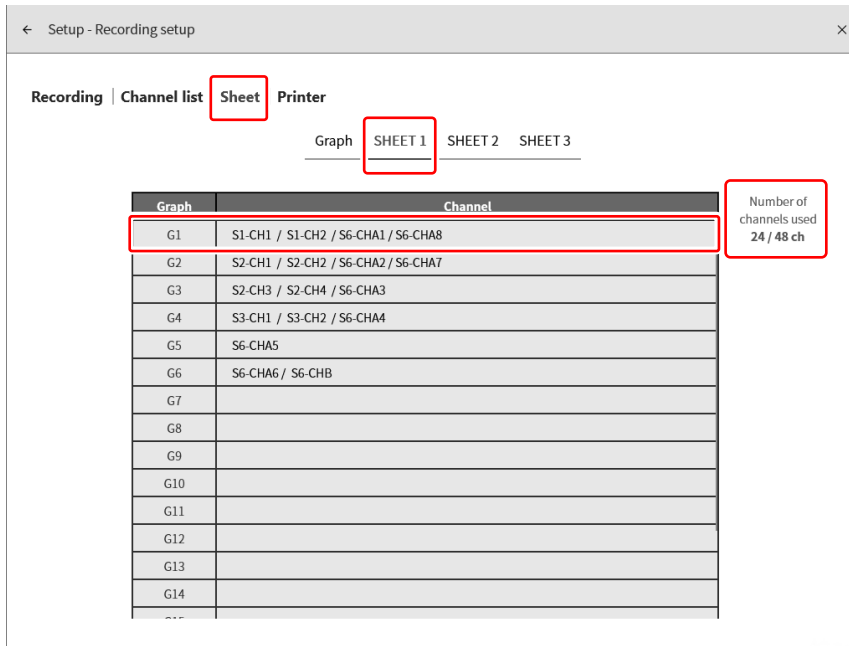 ← Setup - Recording setup ×
Recording | Channel list Sheet Printer
Graph SHEET 1 SHEET 2 SHEET 3
Number of
channels used
24 / 48 ch
Graph Channel
G1 S1-CH1 / S1-CH2 / S6-CHA1 / S6-CHA8
G2 S2-CH1 / S2-CH2 / S6-CHA2 / S6-CHA7
G3 S2-CH3 / S2-CH4 / S6-CHA3
G4 S3-CH1 / S3-CH2 / S6-CHA4
G5 S6-CHA5
G6 S6-CHA6 / S6-CHB
G7
G8
G9
G10
G11
G12
G13
G14